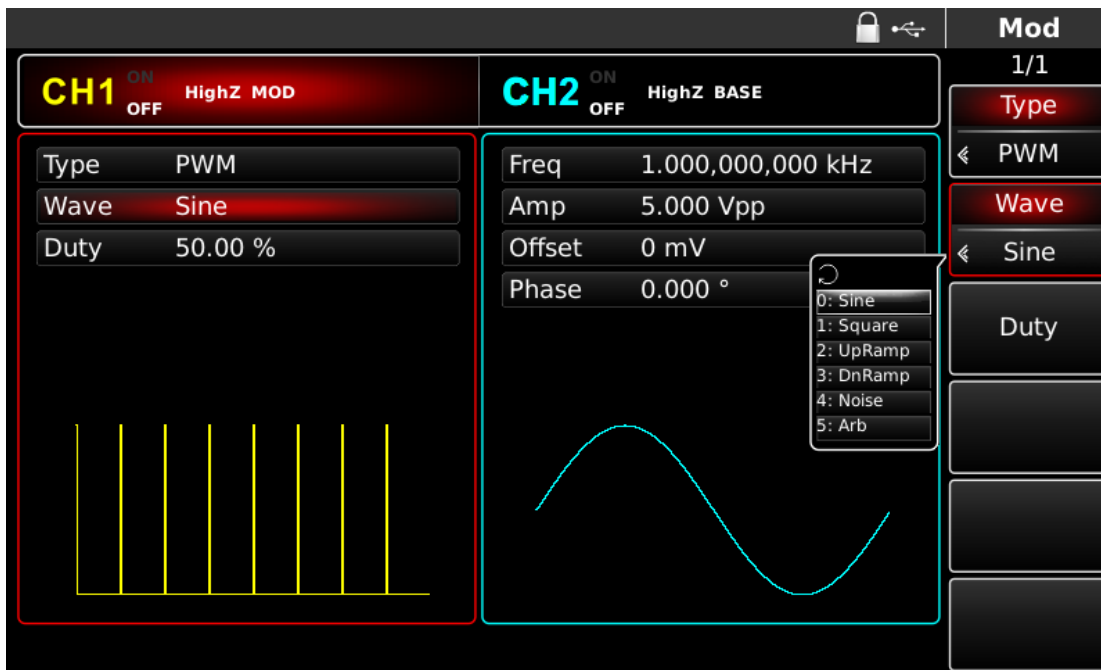 Mod
1/1
CH1 ON OFF HighZ MOD
CH2 ON OFF HighZ BASE
Type PWM
Wave Sine
Duty 50.00 %
Freq 1.000,000,000 kHz
Amp 5.000 Vpp
Offset 0 mV
Phase 0.000 °
0: Sine
1: Square
2: UpRamp
3: DnRamp
4: Noise
5: Arb
Type
PWM
Wave
Sine
Duty